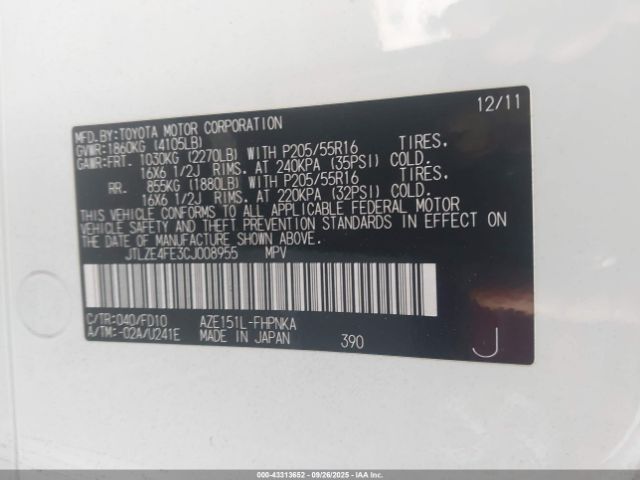 12/11
MFD.BY:TOYOTA MOTOR CORPORATION
GVWR:1860KG (4105LB)
GAWR:FRT. 1030KG (2270LB) WITH P205/55R16 TIRES.
16X6 1/2J RIMS. AT 240KPA (35PSI) COLD.
RR. 855KG (1880LB) WITH P205/55R16 TIRES.
16X6 1/2J RIMS. AT 220KPA (32PSI) COLD.
THIS VEHICLE CONFORMS TO ALL APPLICABLE FEDERAL MOTOR
VEHICLE SAFETY AND THEFT PREVENTION STANDARDS IN EFFECT ON
THE DATE OF MANUFACTURE SHOWN ABOVE.
JTLZE4FE3CJ008955 MPV
C/TR:040/FD10 AZE151L-FHPNKA
A/TM:-02A/U241E MADE IN JAPAN 390 J
000-43313652 - 09/26/2025 - Copyright © 2025 IAA.